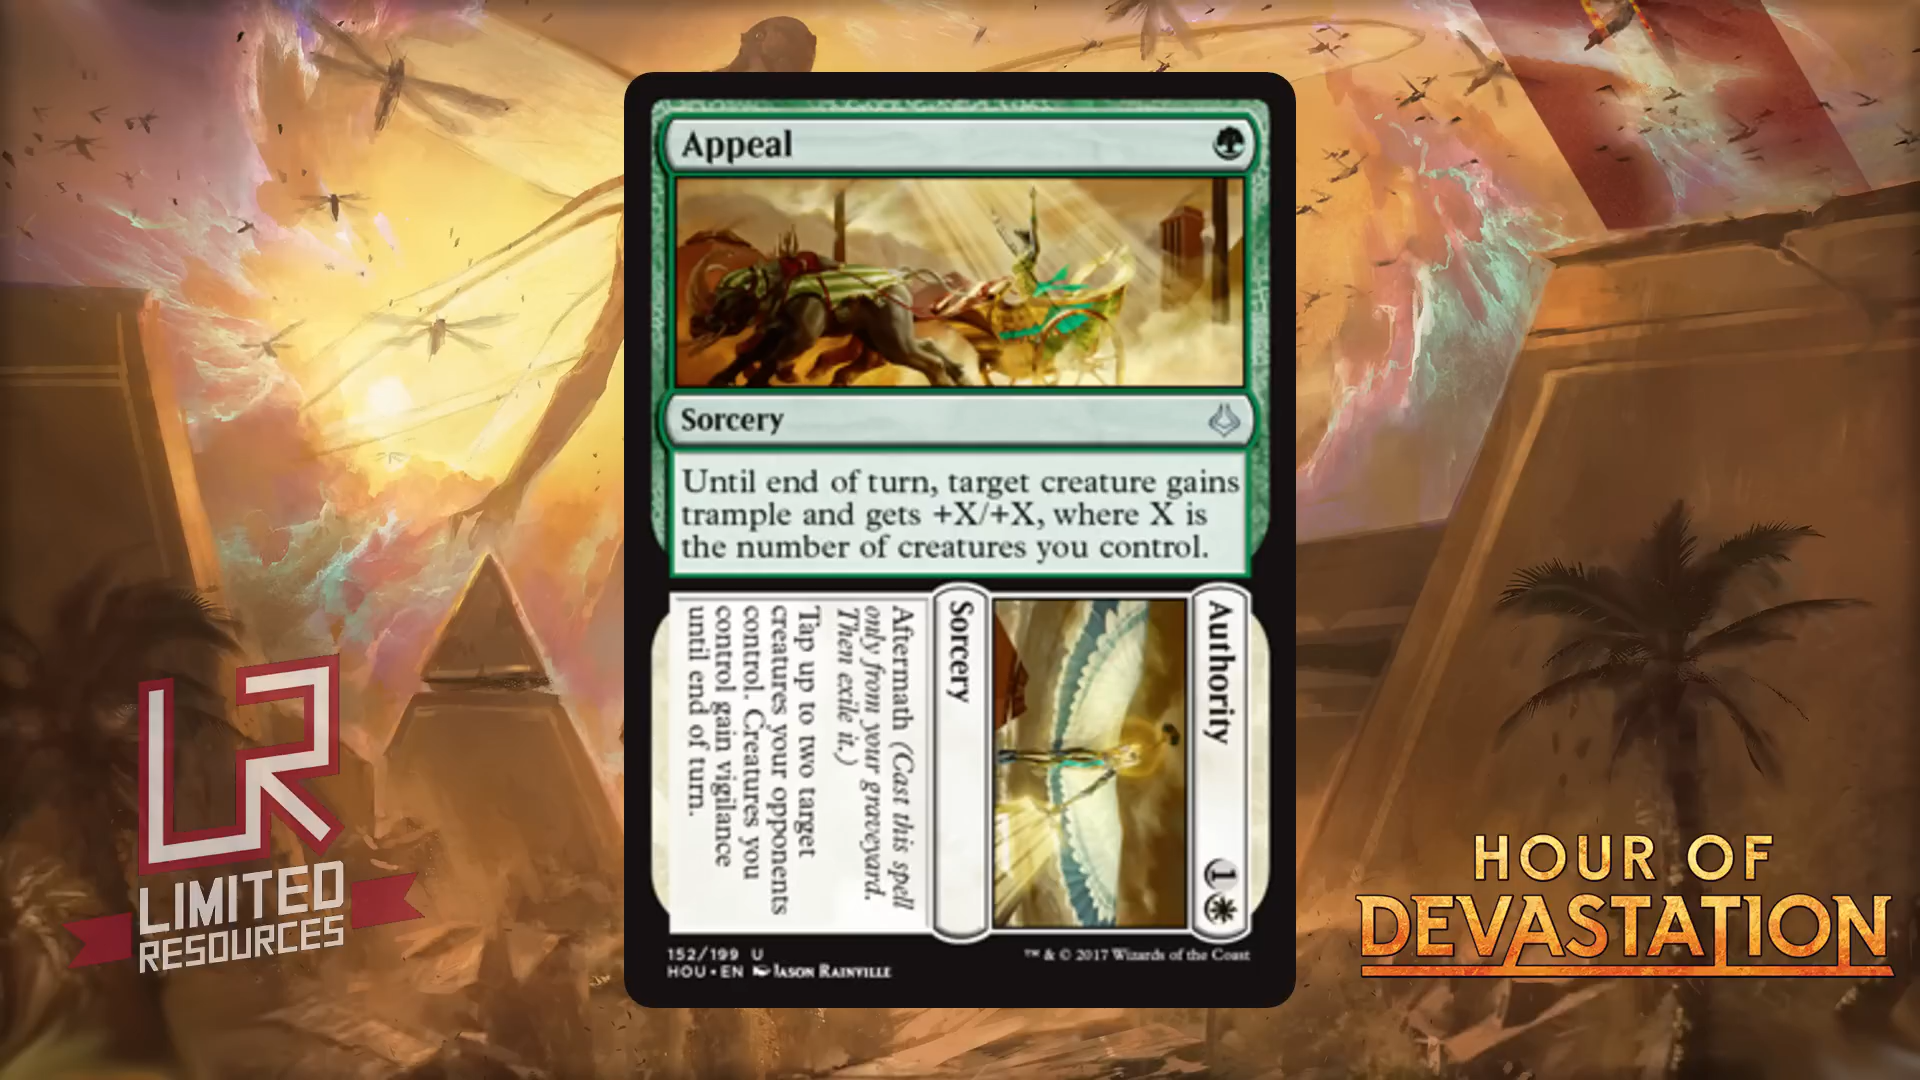 Appeal
Sorcery
Until end of turn, target creature gains
trample and gets +X/+X, where X is
the number of creatures you control.
Authority
1
Sorcery
Aftermath (Cast this spell
only from your graveyard.
Then exile it.)
Tap up to two target
creatures your opponents
control. Creatures you
control gain vigilance
until end of turn.
152/199 U
HOU • EN JASON RAINVILLE
™ & © 2017 Wizards of the Coast
LR
LIMITED
RESOURCES
HOUR OF
DEVASTATION